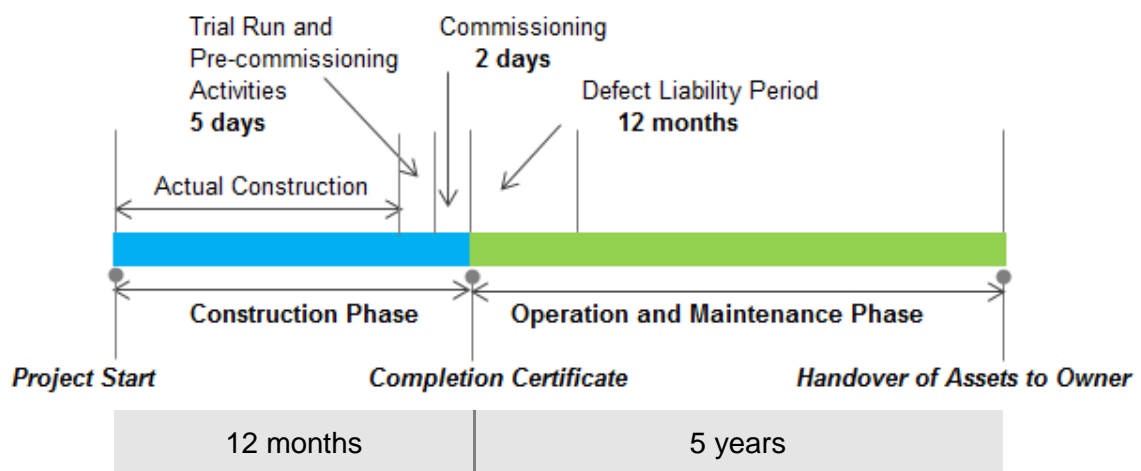 Trial Run and
Pre-commissioning
Activities
5 days
Commissioning
2 days
Defect Liability Period
12 months
Actual Construction
Construction Phase
Operation and Maintenance Phase
Project Start
Completion Certificate
Handover of Assets to Owner
12 months
5 years